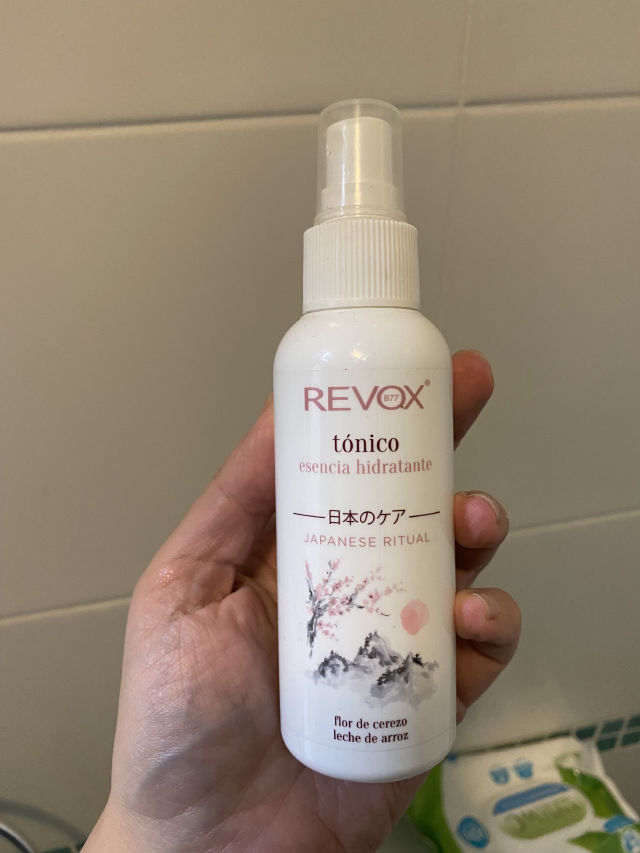 REVOX®
B77
tónico
esencia hidratante
日本のケア
JAPANESE RITUAL
flor de cerezo
leche de arroz